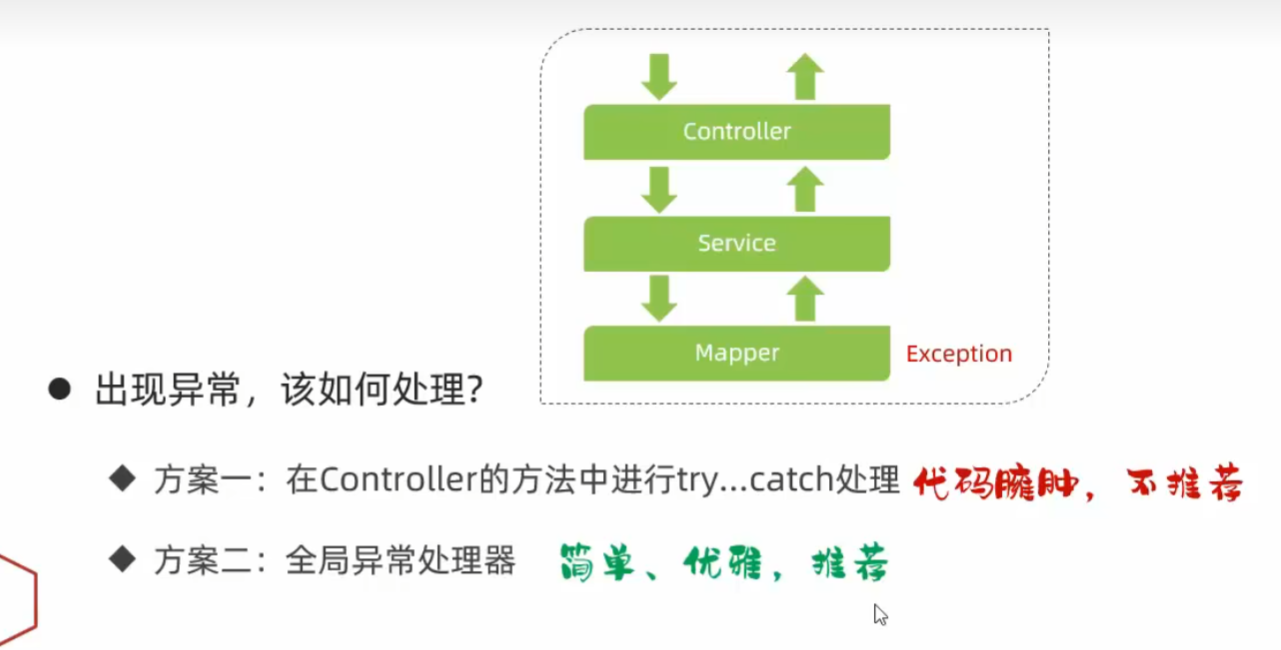 Controller
Service
Mapper
Exception
出现异常，该如何处理?
方案一：在Controller的方法中进行try...catch处理 代码臃肿，不推荐
方案二：全局异常处理器 简单、优雅，推荐